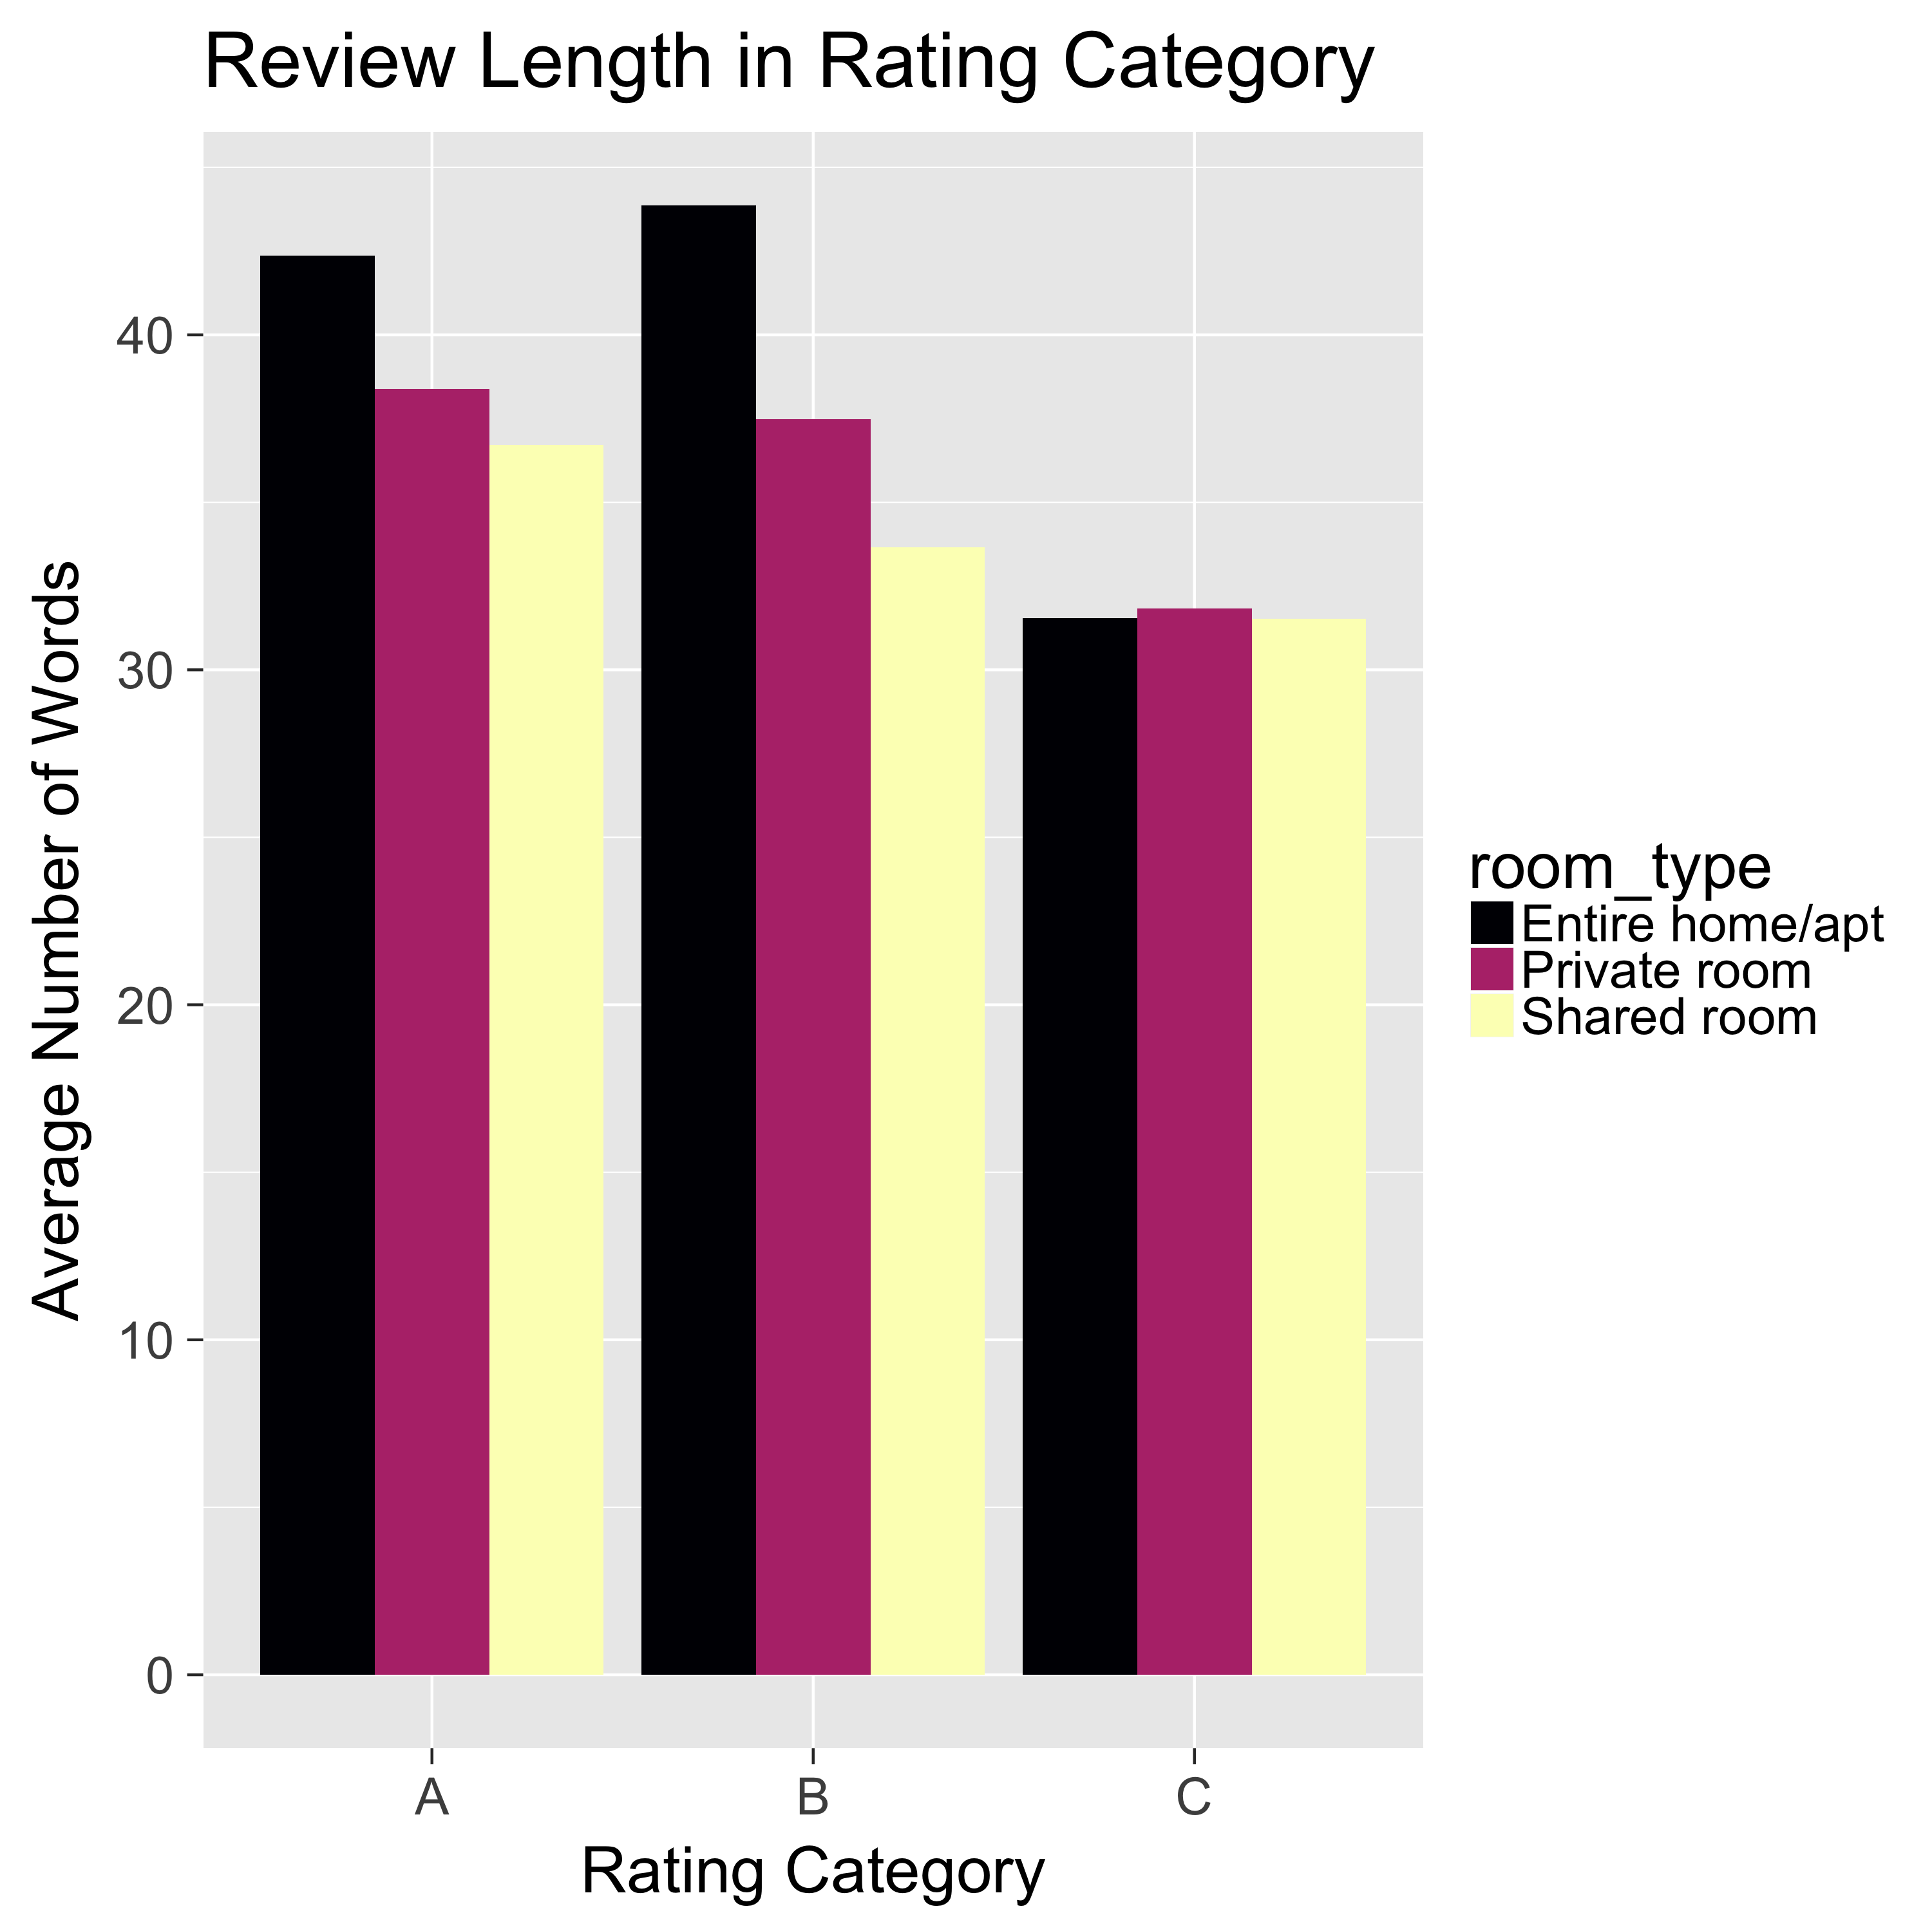 Review Length in Rating Category
Average Number of Words
40
30
20
10
0
A
B
C
Rating Category
room_type
Entire home/apt
Private room
Shared room